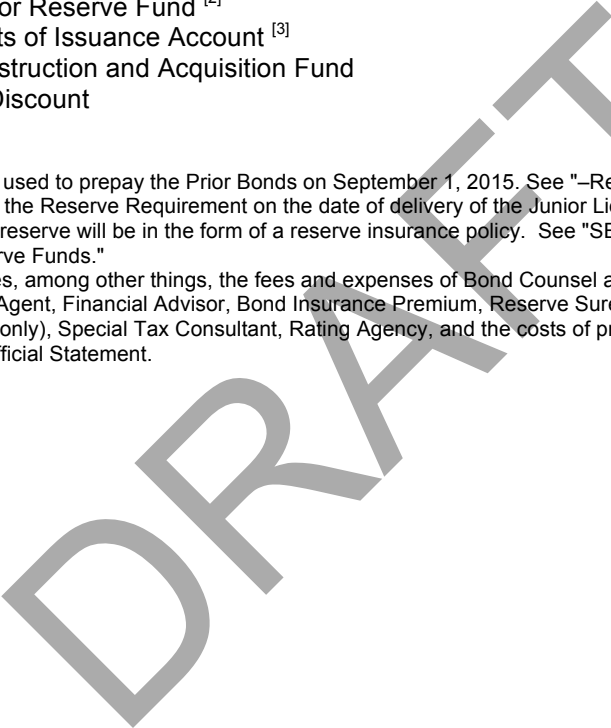 or Reserve Fund [2]
ts of Issuance Account [3]
struction and Acquisition Fund
Discount
used to prepay the Prior Bonds on September 1, 2015. See "–Re
the Reserve Requirement on the date of delivery of the Junior Lie
reserve will be in the form of a reserve insurance policy. See "SE
rve Funds."
es, among other things, the fees and expenses of Bond Counsel a
Agent, Financial Advisor, Bond Insurance Premium, Reserve Sure
only), Special Tax Consultant, Rating Agency, and the costs of pr
fficial Statement.
DRAFT